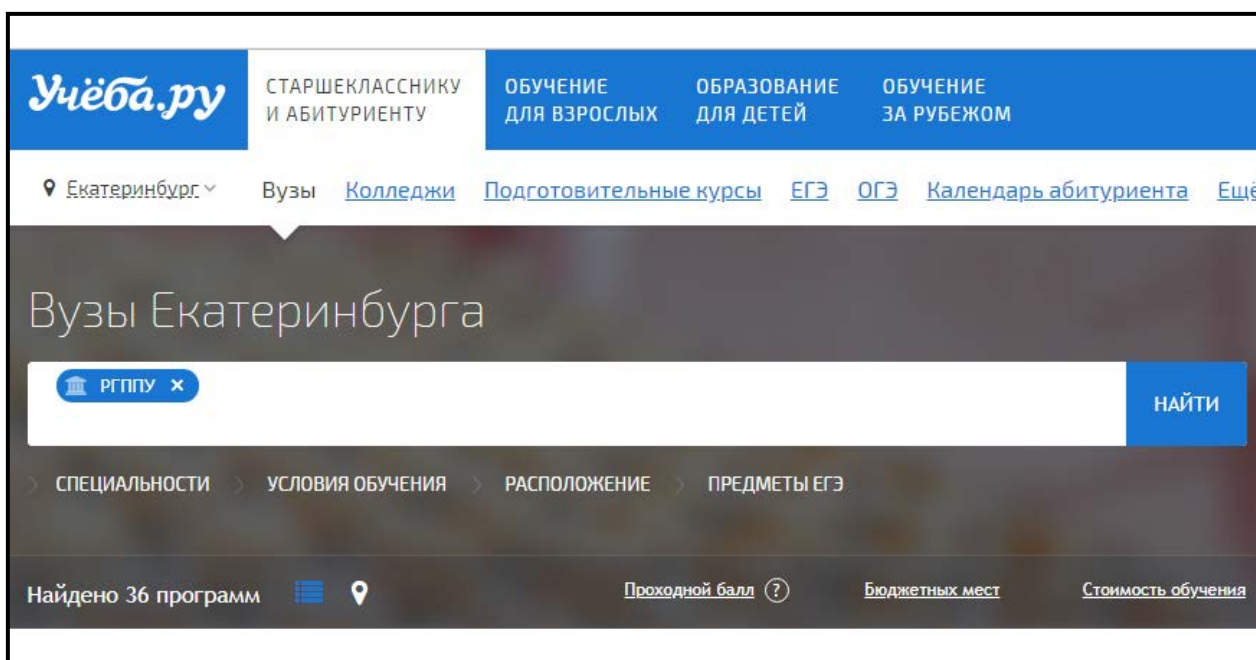 Учёба.ру
СТАРШЕКЛАССНИКУ
И АБИТУРИЕНТУ
ОБУЧЕНИЕ
ДЛЯ ВЗРОСЛЫХ
ОБРАЗОВАНИЕ
ДЛЯ ДЕТЕЙ
ОБУЧЕНИЕ
ЗА РУБЕЖОМ
Екатеринбург Вузы Колледжи Подготовительные курсы ЕГЭ ОГЭ Календарь абитуриента Ещё
Вузы Екатеринбурга
РГППУ ×
НАЙТИ
СПЕЦИАЛЬНОСТИ УСЛОВИЯ ОБУЧЕНИЯ РАСПОЛОЖЕНИЕ ПРЕДМЕТЫ ЕГЭ
Найдено 36 программ Проходной балл ? Бюджетных мест Стоимость обучения